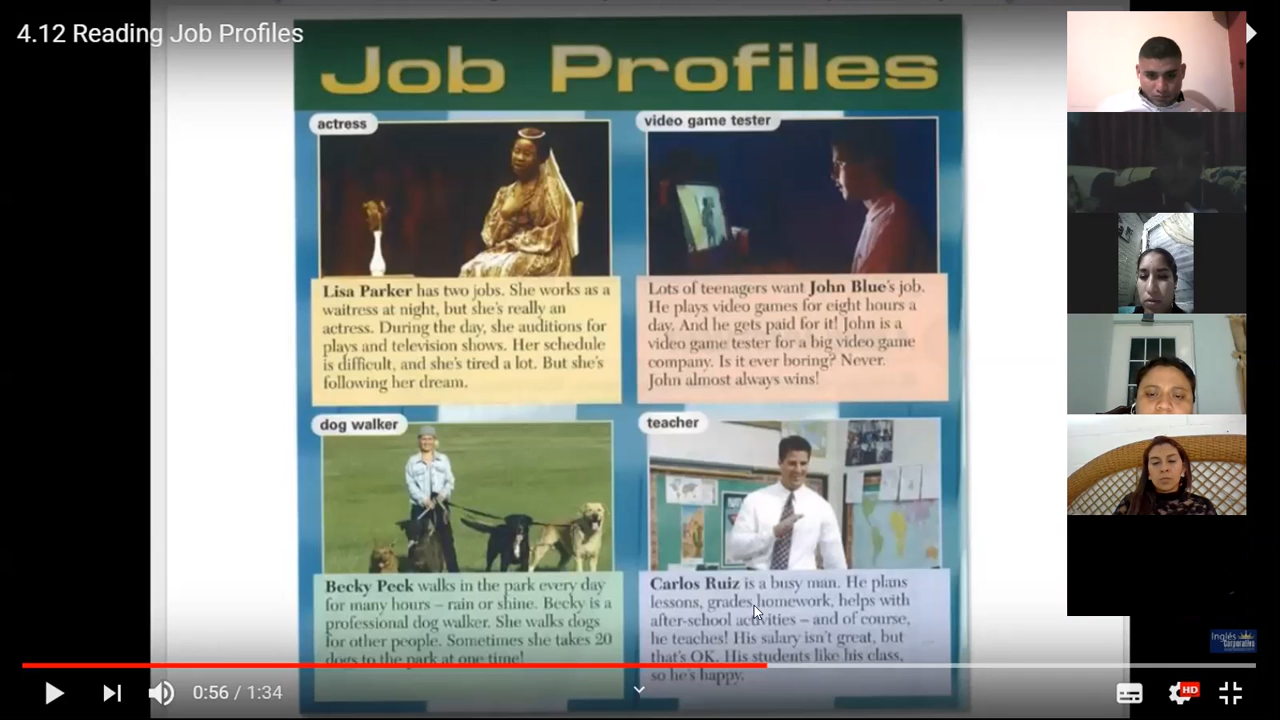 4.12 Reading Job Profiles
Job Profiles
actress
Lisa Parker has two jobs. She works as a
waitress at night, but she's really an
actress. During the day, she auditions for
plays and television shows. Her schedule
is difficult, and she's tired a lot. But she's
following her dream.
video game tester
Lots of teenagers want John Blue's job.
He plays video games for eight hours a
day. And he gets paid for it! John is a
video game tester for a big video game
company. Is it ever boring? Never.
John almost always wins!
dog walker
Becky Peek walks in the park every day
for many hours – rain or shine. Becky is a
professional dog walker. She walks dogs
for other people. Sometimes she takes 20
dogs to the park at one time!
teacher
Carlos Ruiz is a busy man. He plans
lessons, grades homework, helps with
after-school activities – and of course,
he teaches! His salary isn't great, but
that's OK. His students like his class,
so he's happy.
Inglés
Corporativo
0:56 / 1:34
HD